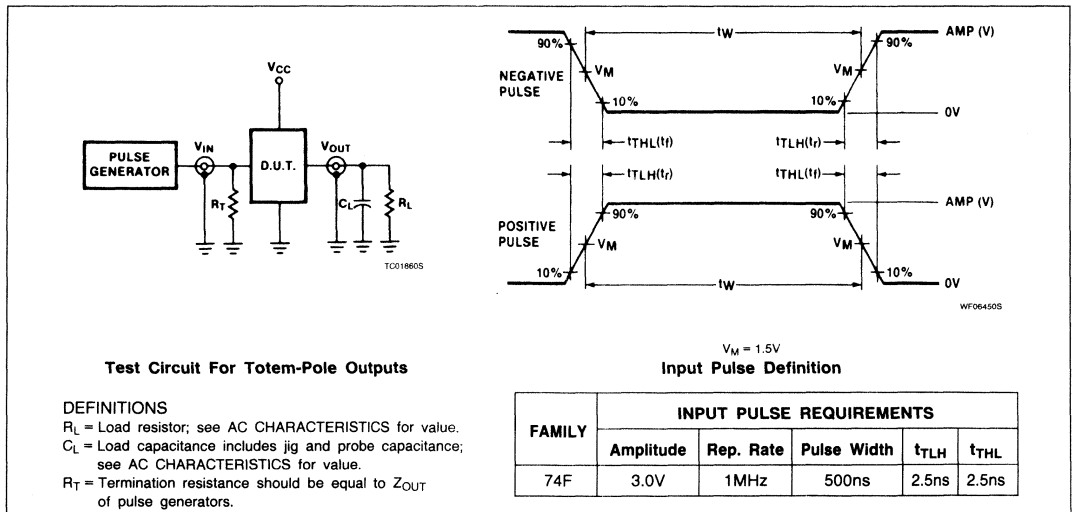 VCC
PULSE
GENERATOR
VIN
D.U.T.
VOUT
RT
CL
RL
TC01860S
Test Circuit For Totem-Pole Outputs
DEFINITIONS
RL = Load resistor; see AC CHARACTERISTICS for value.
CL = Load capacitance includes jig and probe capacitance;
see AC CHARACTERISTICS for value.
RT = Termination resistance should be equal to ZOUT
of pulse generators.
tW
AMP (V)
90%
90%
NEGATIVE
PULSE
VM
VM
10%
10%
0V
tTHL(tf)
tTLH(tr)
tTLH(tr)
tTHL(tf)
AMP (V)
90%
90%
POSITIVE
PULSE
VM
VM
10%
10%
tW
0V
WF06450S
VM = 1.5V
Input Pulse Definition
FAMILY
INPUT PULSE REQUIREMENTS
Amplitude Rep. Rate Pulse Width tTLH tTHL
74F 3.0V 1MHz 500ns 2.5ns 2.5ns